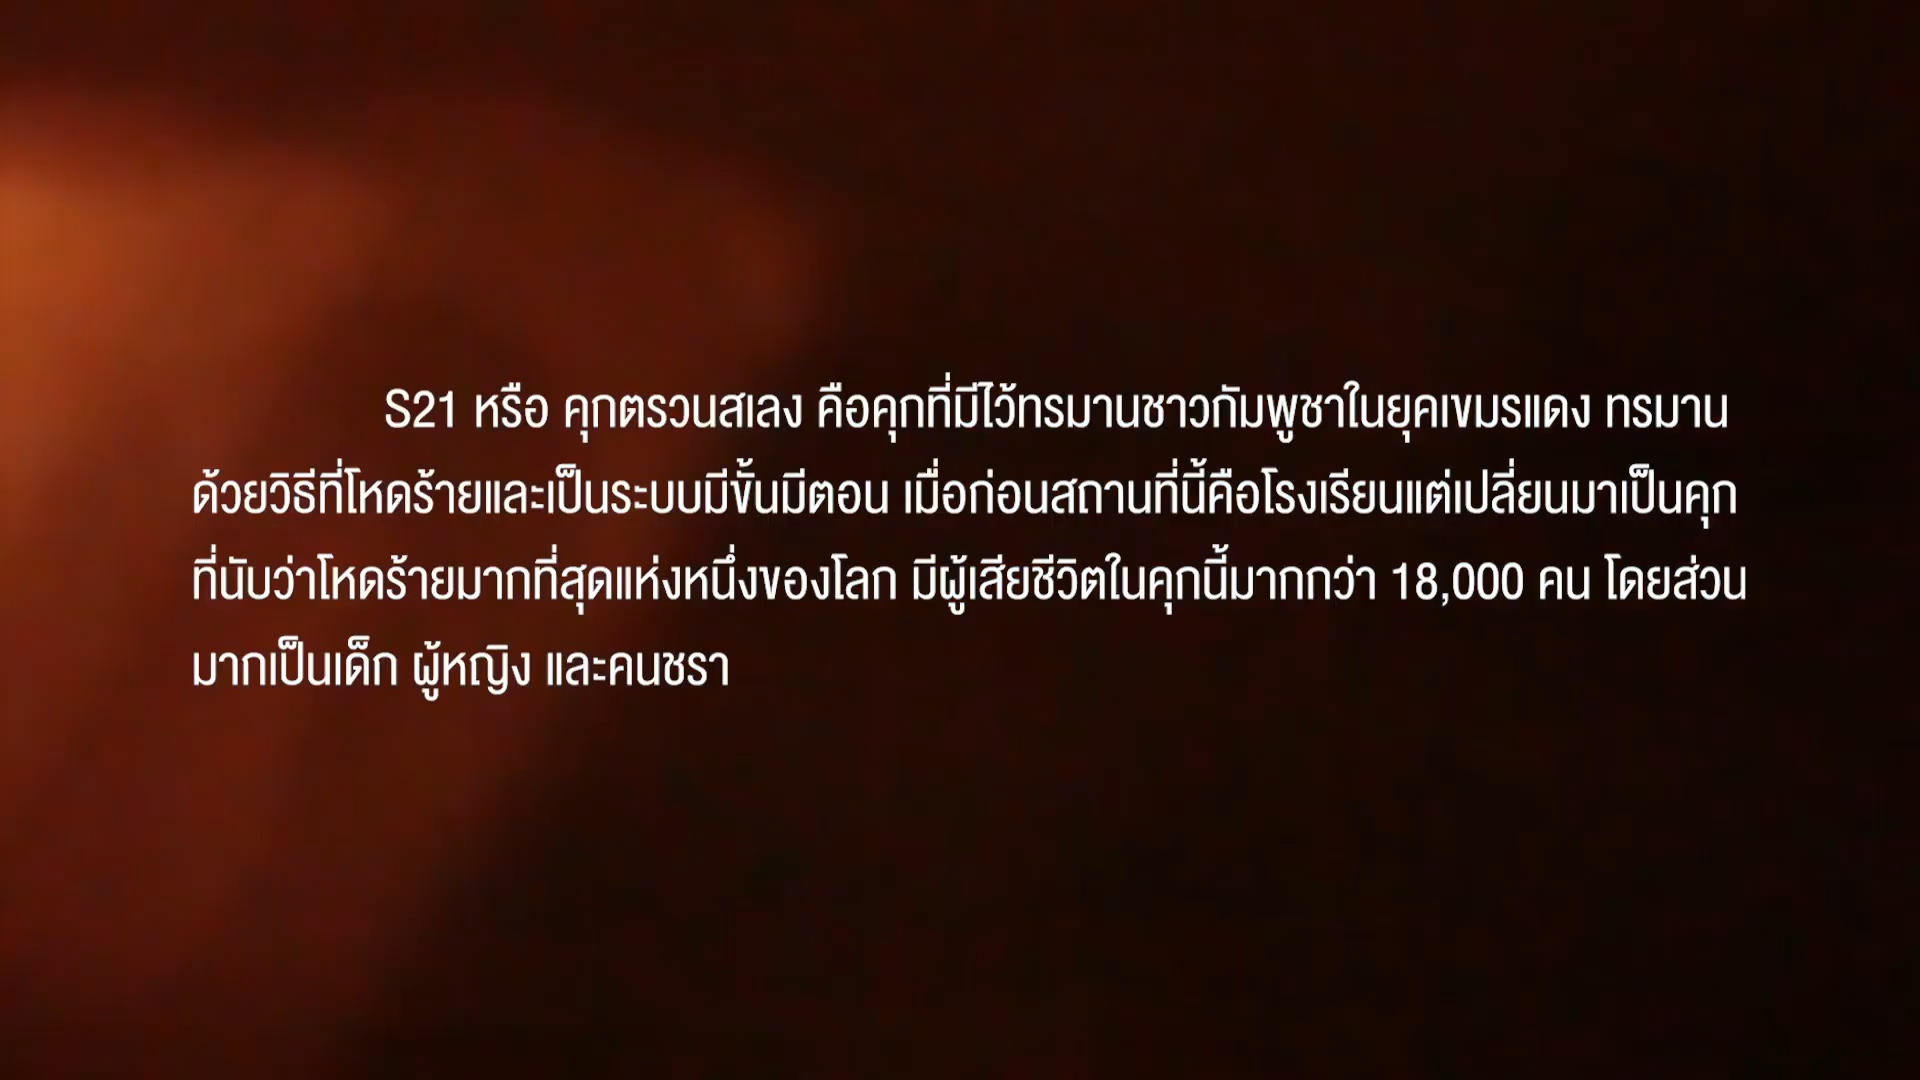 S21 หรือ คุกตรวนสเลง คือคุกที่มีไว้ทรมานชาวกัมพูชาในยุคเขมรแดง ทรมาน
ด้วยวิธีที่โหดร้ายและเป็นระบบมีขั้นมีตอน เมื่อก่อนสถานที่นี้คือโรงเรียนแต่เปลี่ยนมาเป็นคุก
ที่นับว่าโหดร้ายมากที่สุดแห่งหนึ่งของโลก มีผู้เสียชีวิตในคุกนี้มากกว่า 18,000 คน โดยส่วน
มากเป็นเด็ก ผู้หญิง และคนชรา